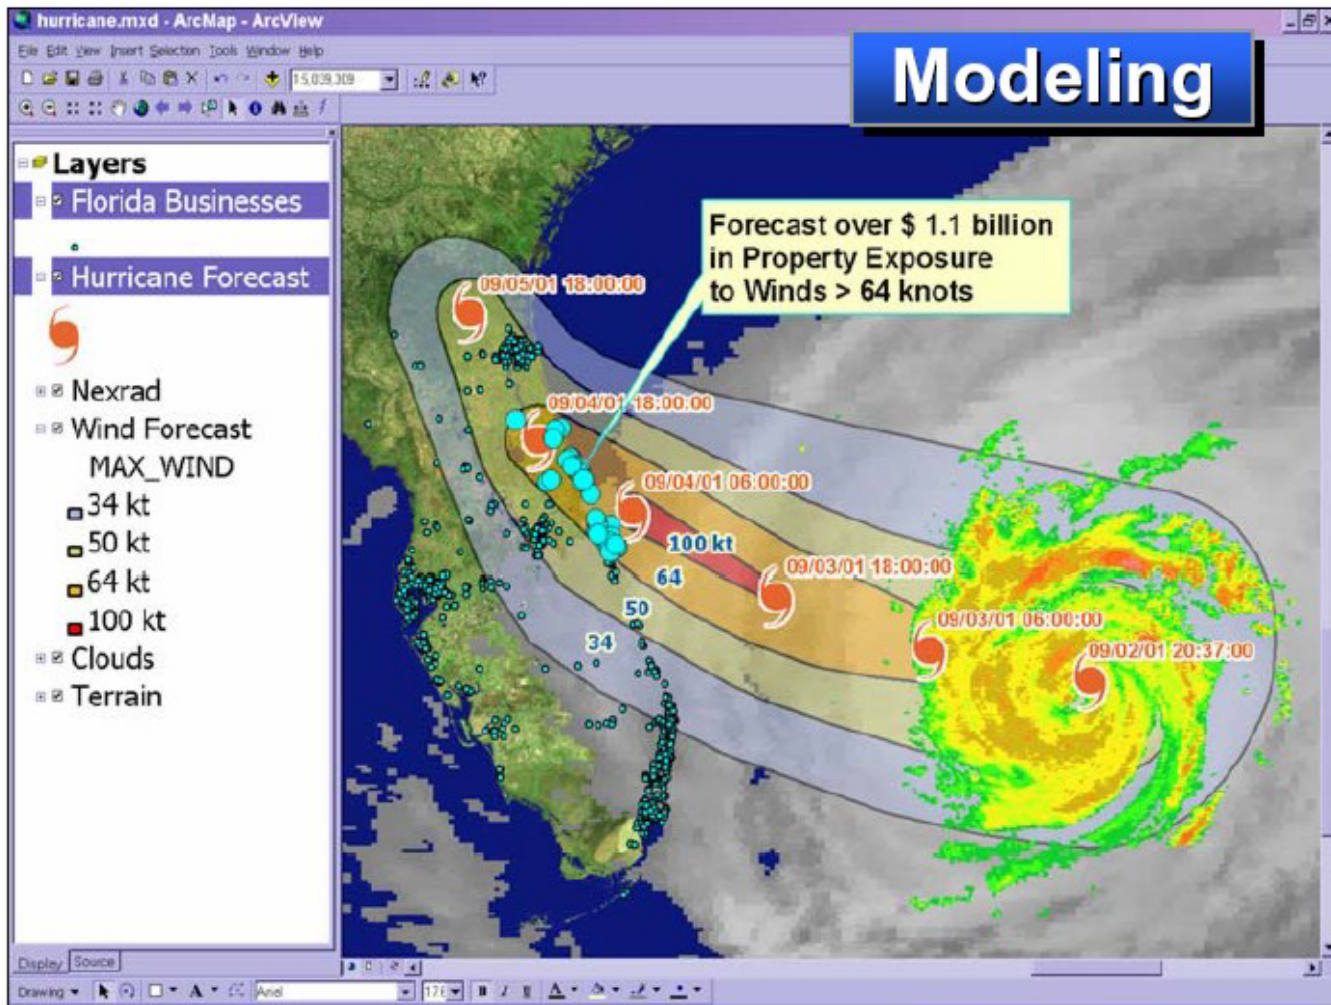 hurricane.mxd - ArcMap - ArcView
File Edit View Insert Selection Tools Window Help
15,039,309
Modeling
Layers
Florida Businesses
Hurricane Forecast
Nexrad
Wind Forecast
MAX_WIND
34 kt
50 kt
64 kt
100 kt
Clouds
Terrain
Forecast over $ 1.1 billion
in Property Exposure
to Winds > 64 knots
09/05/01 18:00:00
09/04/01 18:00:00
09/04/01 06:00:00
100 kt
09/03/01 18:00:00
64
50
09/03/01 06:00:00
34
09/02/01 20:37:00
Display Source
Drawing A Arial B I U A